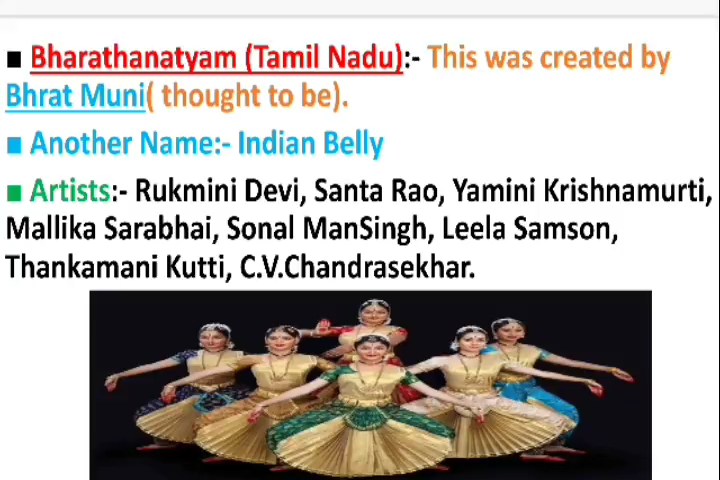 ■ Bharathanatyam (Tamil Nadu):- This was created by
Bhrat Muni( thought to be).
■ Another Name:- Indian Belly
■ Artists:- Rukmini Devi, Santa Rao, Yamini Krishnamurti,
Mallika Sarabhai, Sonal ManSingh, Leela Samson,
Thankamani Kutti, C.V.Chandrasekhar.